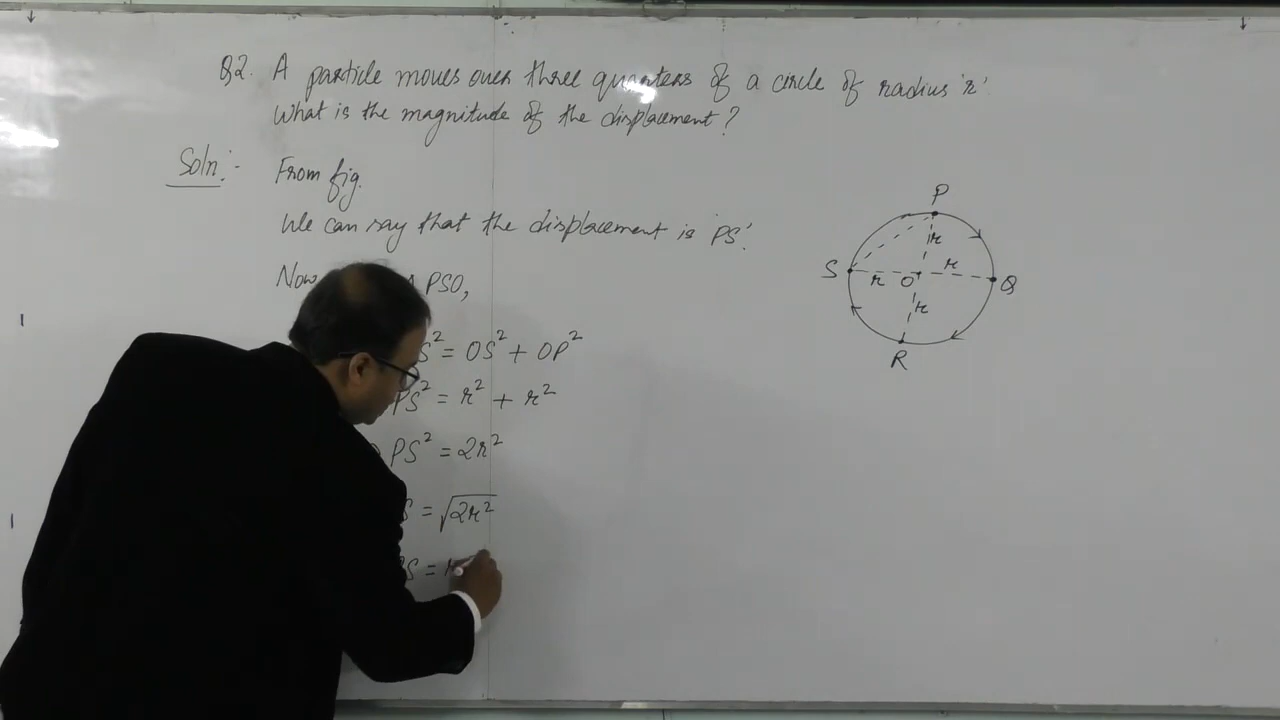 Q2. A particle moves over three quarters of a circle of radius 'r'.
What is the magnitude of the displacement?
Soln:-
From fig.
We can say that the displacement is 'PS'.
Now PSO,
S² = OS² + OP²
PS² = r² + r²
PS² = 2r²
S = √2r²
PS = r
P
S
r
r
r
O
Q
r
R